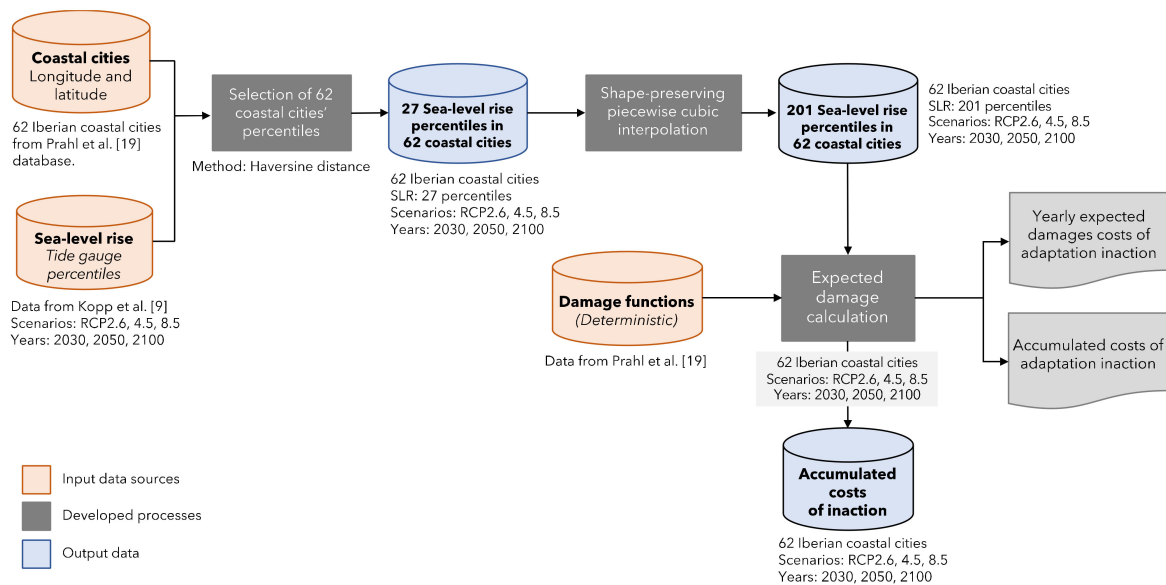 Coastal cities
Longitude and
latitude
62 Iberian coastal cities
from Prahl et al. [19]
database.
Sea-level rise
Tide gauge
percentiles
Data from Kopp et al. [9]
Scenarios: RCP2.6, 4.5, 8.5
Years: 2030, 2050, 2100
Selection of 62
coastal cities’
percentiles
Method: Haversine distance
27 Sea-level rise
percentiles in
62 coastal cities
62 Iberian coastal cities
SLR: 27 percentiles
Scenarios: RCP2.6, 4.5, 8.5
Years: 2030, 2050, 2100
Shape-preserving
piecewise cubic
interpolation
201 Sea-level rise
percentiles in
62 coastal cities
62 Iberian coastal cities
SLR: 201 percentiles
Scenarios: RCP2.6, 4.5, 8.5
Years: 2030, 2050, 2100
Damage functions
(Deterministic)
Data from Prahl et al. [19]
Expected
damage
calculation
62 Iberian coastal cities
Scenarios: RCP2.6, 4.5, 8.5
Years: 2030, 2050, 2100
Yearly expected
damages costs of
adaptation inaction
Accumulated costs of
adaptation inaction
Accumulated
costs
of inaction
62 Iberian coastal cities
Scenarios: RCP2.6, 4.5, 8.5
Years: 2030, 2050, 2100
Input data sources
Developed processes
Output data